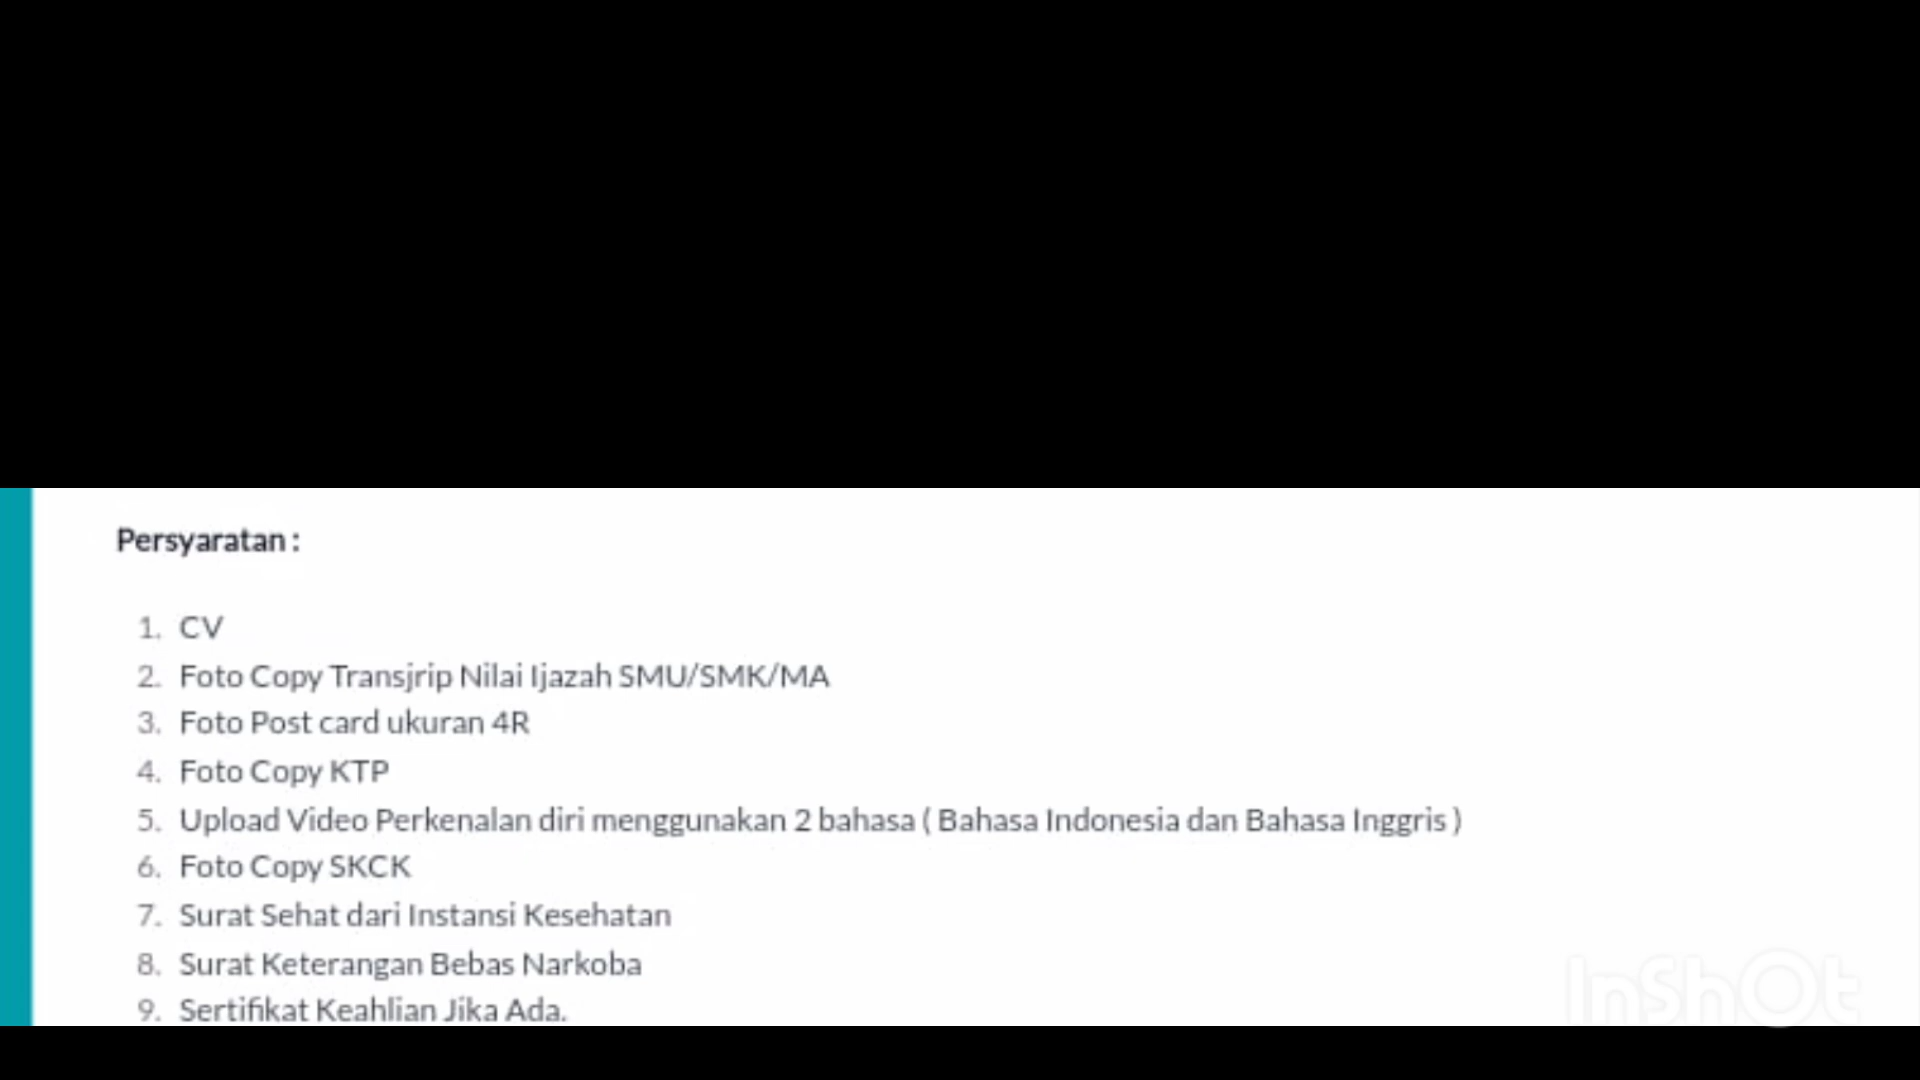 Persyaratan :
1. CV
2. Foto Copy Transjrip Nilai Ijazah SMU/SMK/MA
3. Foto Post card ukuran 4R
4. Foto Copy KTP
5. Upload Video Perkenalan diri menggunakan 2 bahasa ( Bahasa Indonesia dan Bahasa Inggris )
6. Foto Copy SKCK
7. Surat Sehat dari Instansi Kesehatan
8. Surat Keterangan Bebas Narkoba
9. Sertifikat Keahlian Jika Ada.
InShOt